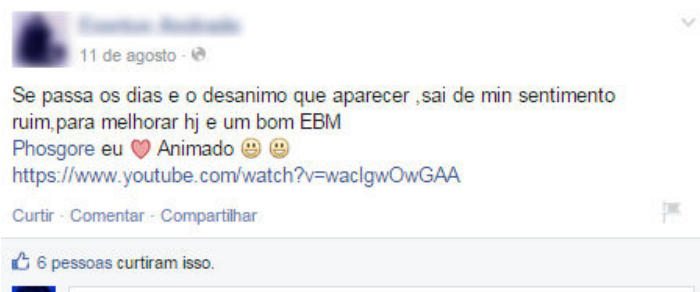 11 de agosto ·
Se passa os dias e o desanimo que aparecer ,sai de min sentimento
ruim,para melhorar hj e um bom EBM
Phosgore eu ❤ Animado 😃 😃
https://www.youtube.com/watch?v=waclgwOwGAA
Curtir · Comentar · Compartilhar
6 pessoas curtiram isso.